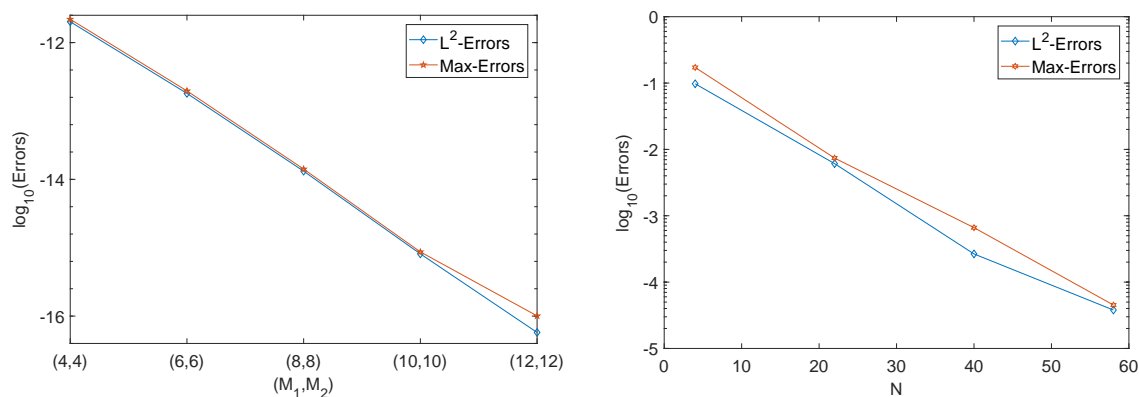 -12
-14
-16
log10(Errors)
(4,4)
(6,6)
(8,8)
(10,10)
(12,12)
(M1,M2)
L2-Errors
Max-Errors
0
-1
-2
-3
-4
-5
log10(Errors)
0
10
20
30
40
50
60
N
L2-Errors
Max-Errors